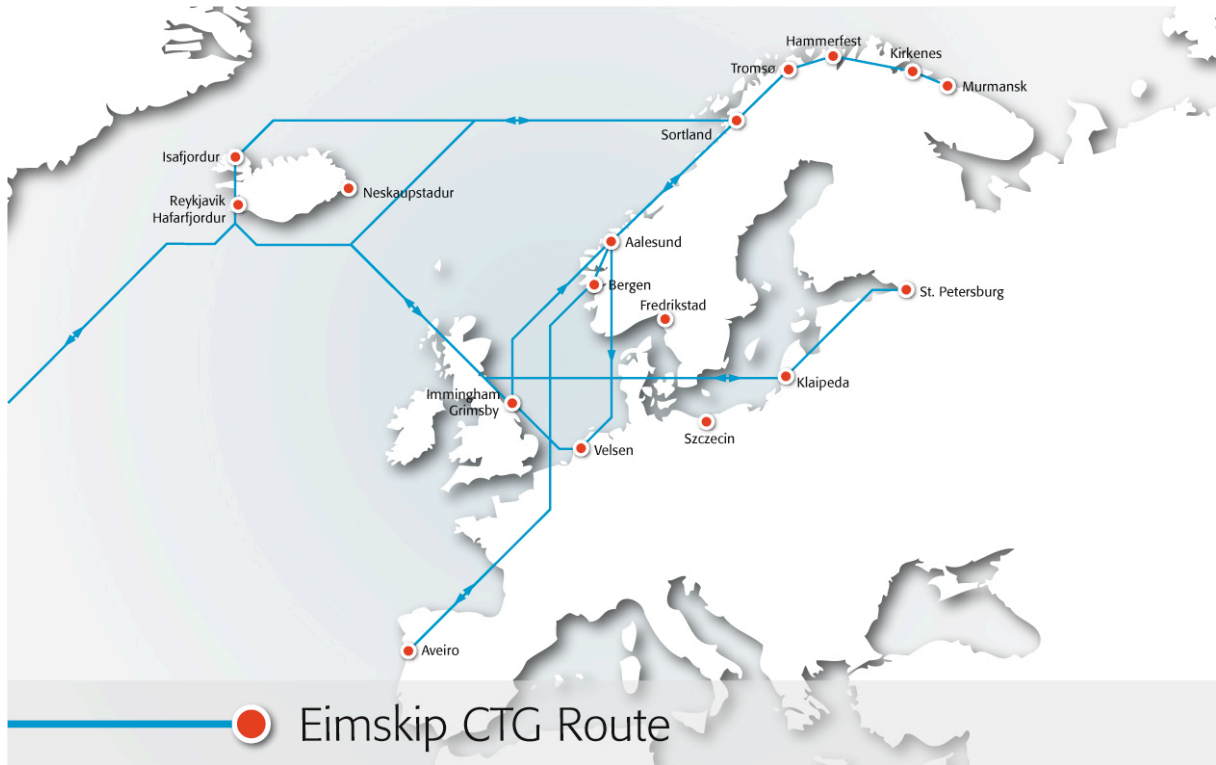 Hammerfest
Tromsø
Kirkenes
Murmansk
Sortland
Isafjordur
Neskaupstadur
Reykjavik
Hafarfjordur
Aalesund
Bergen
Fredrikstad
St. Petersburg
Klaipeda
Immingham
Grimsby
Szczecin
Velsen
Aveiro
Eimskip CTG Route